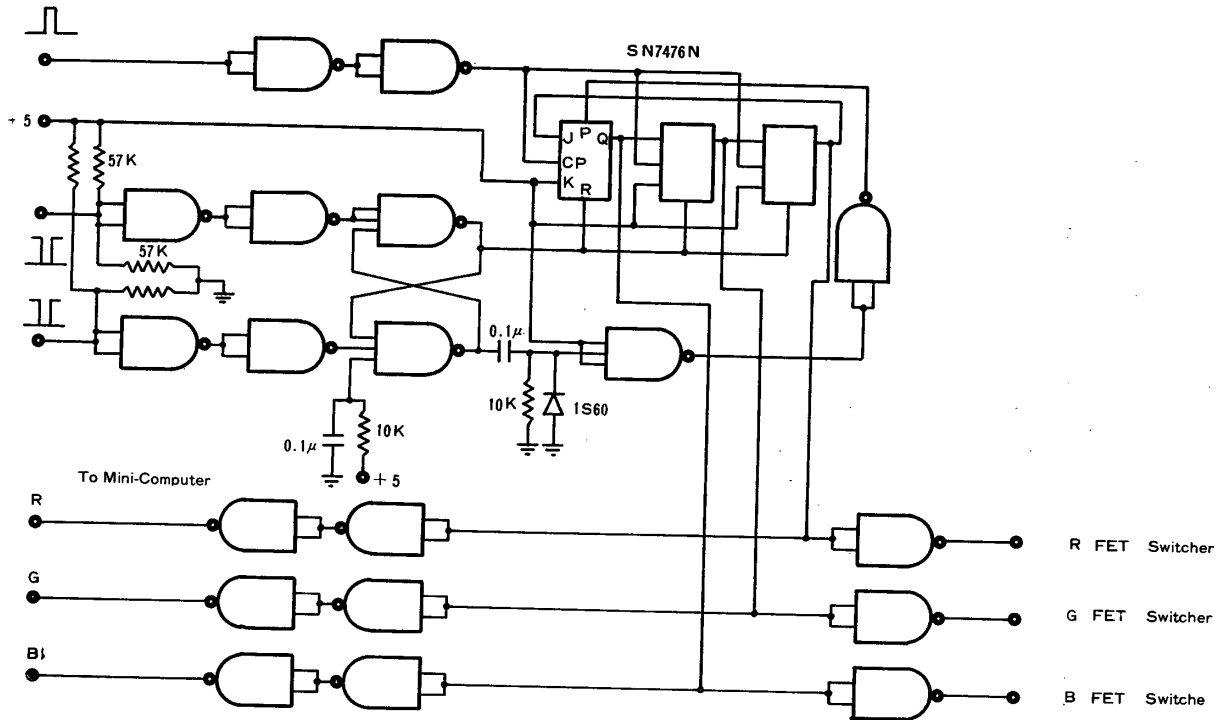 SN7476N
+ 5
57K
J P Q
CP
K
R
57K
0.1μ
10K
1S60
0.1μ
10K
+ 5
To Mini-Computer
R
R FET Switcher
G
G FET Switcher
B
B FET Switche